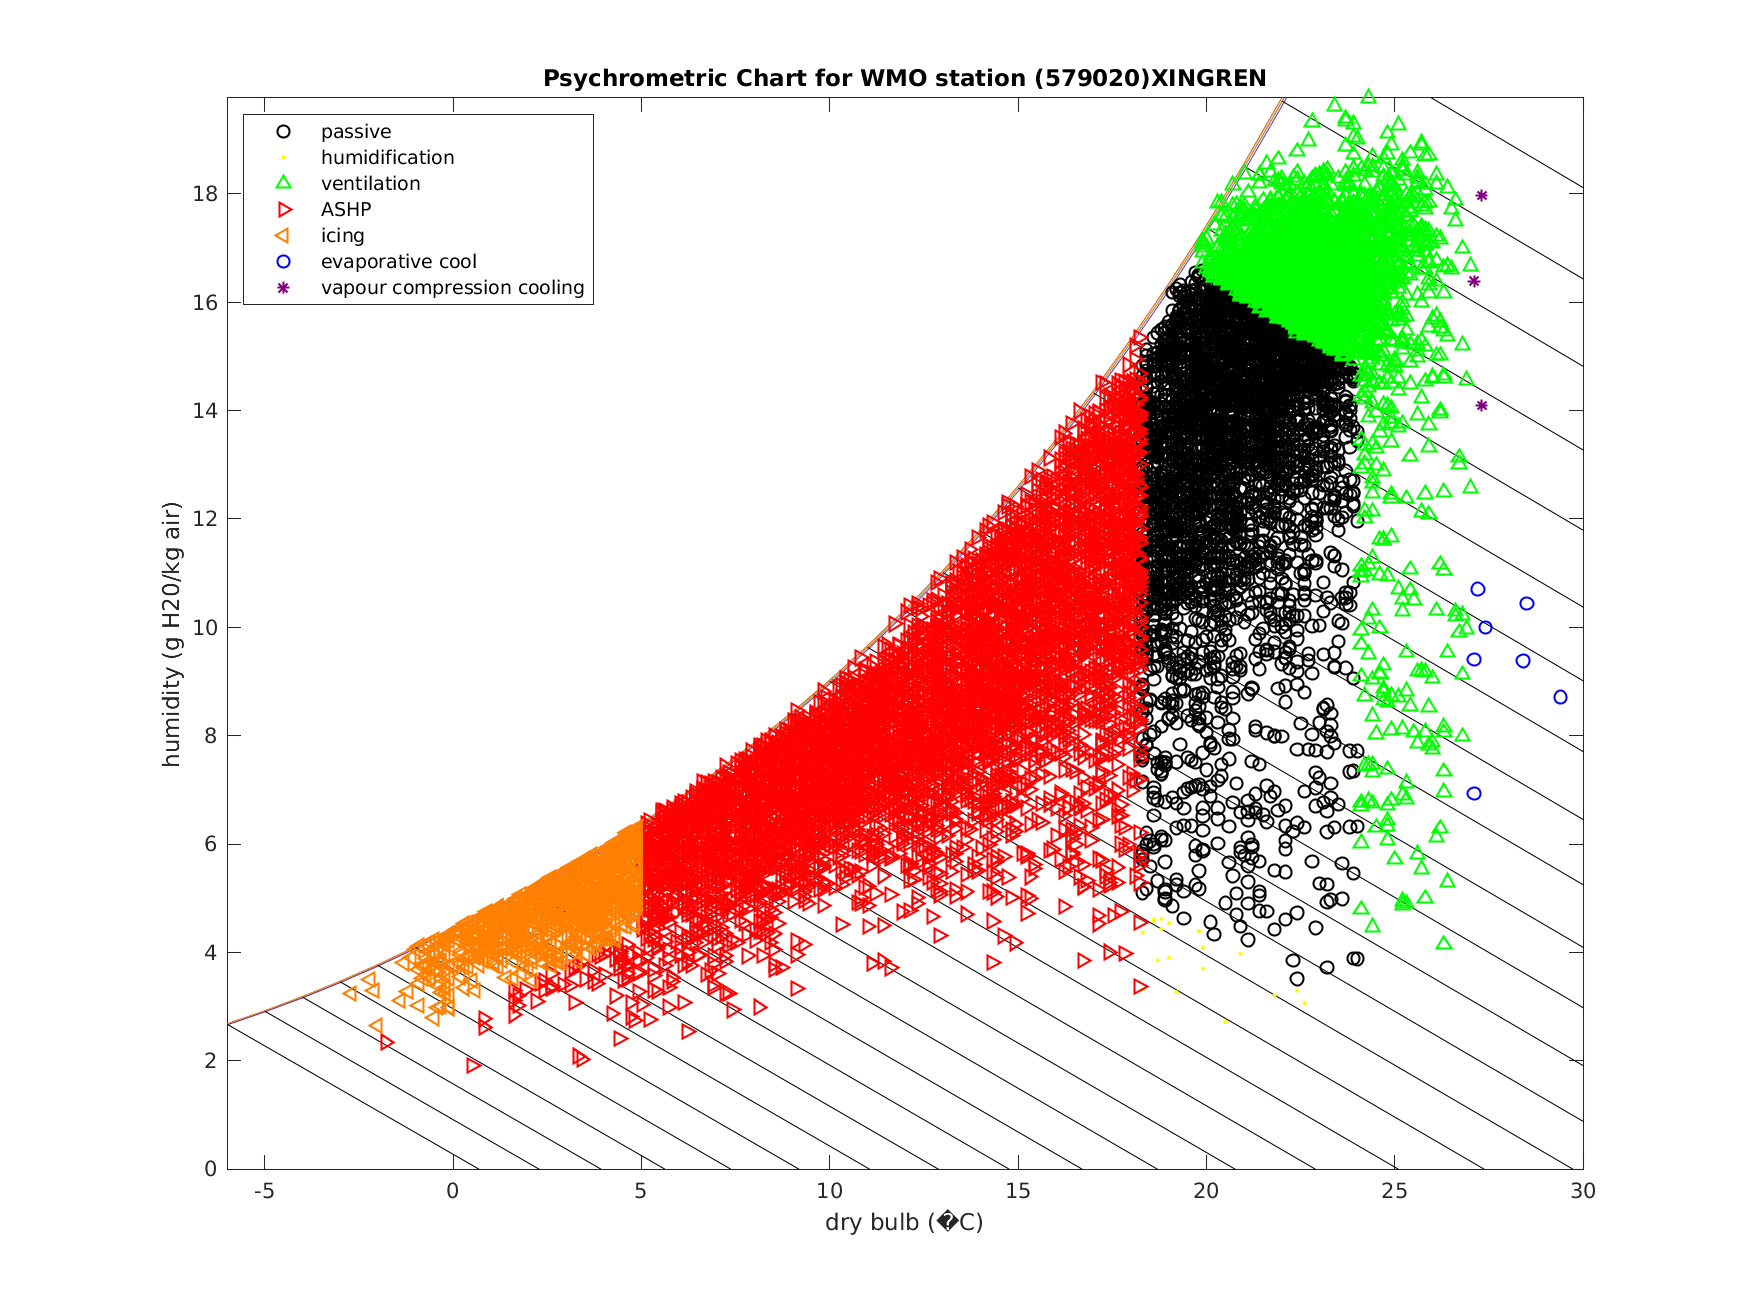 Psychrometric Chart for WMO station (579020)XINGREN
passive
humidification
ventilation
ASHP
icing
evaporative cool
vapour compression cooling
humidity (g H20/kg air)
18
16
14
12
10
8
6
4
2
0
-5 0 5 10 15 20 25 30
dry bulb (�C)